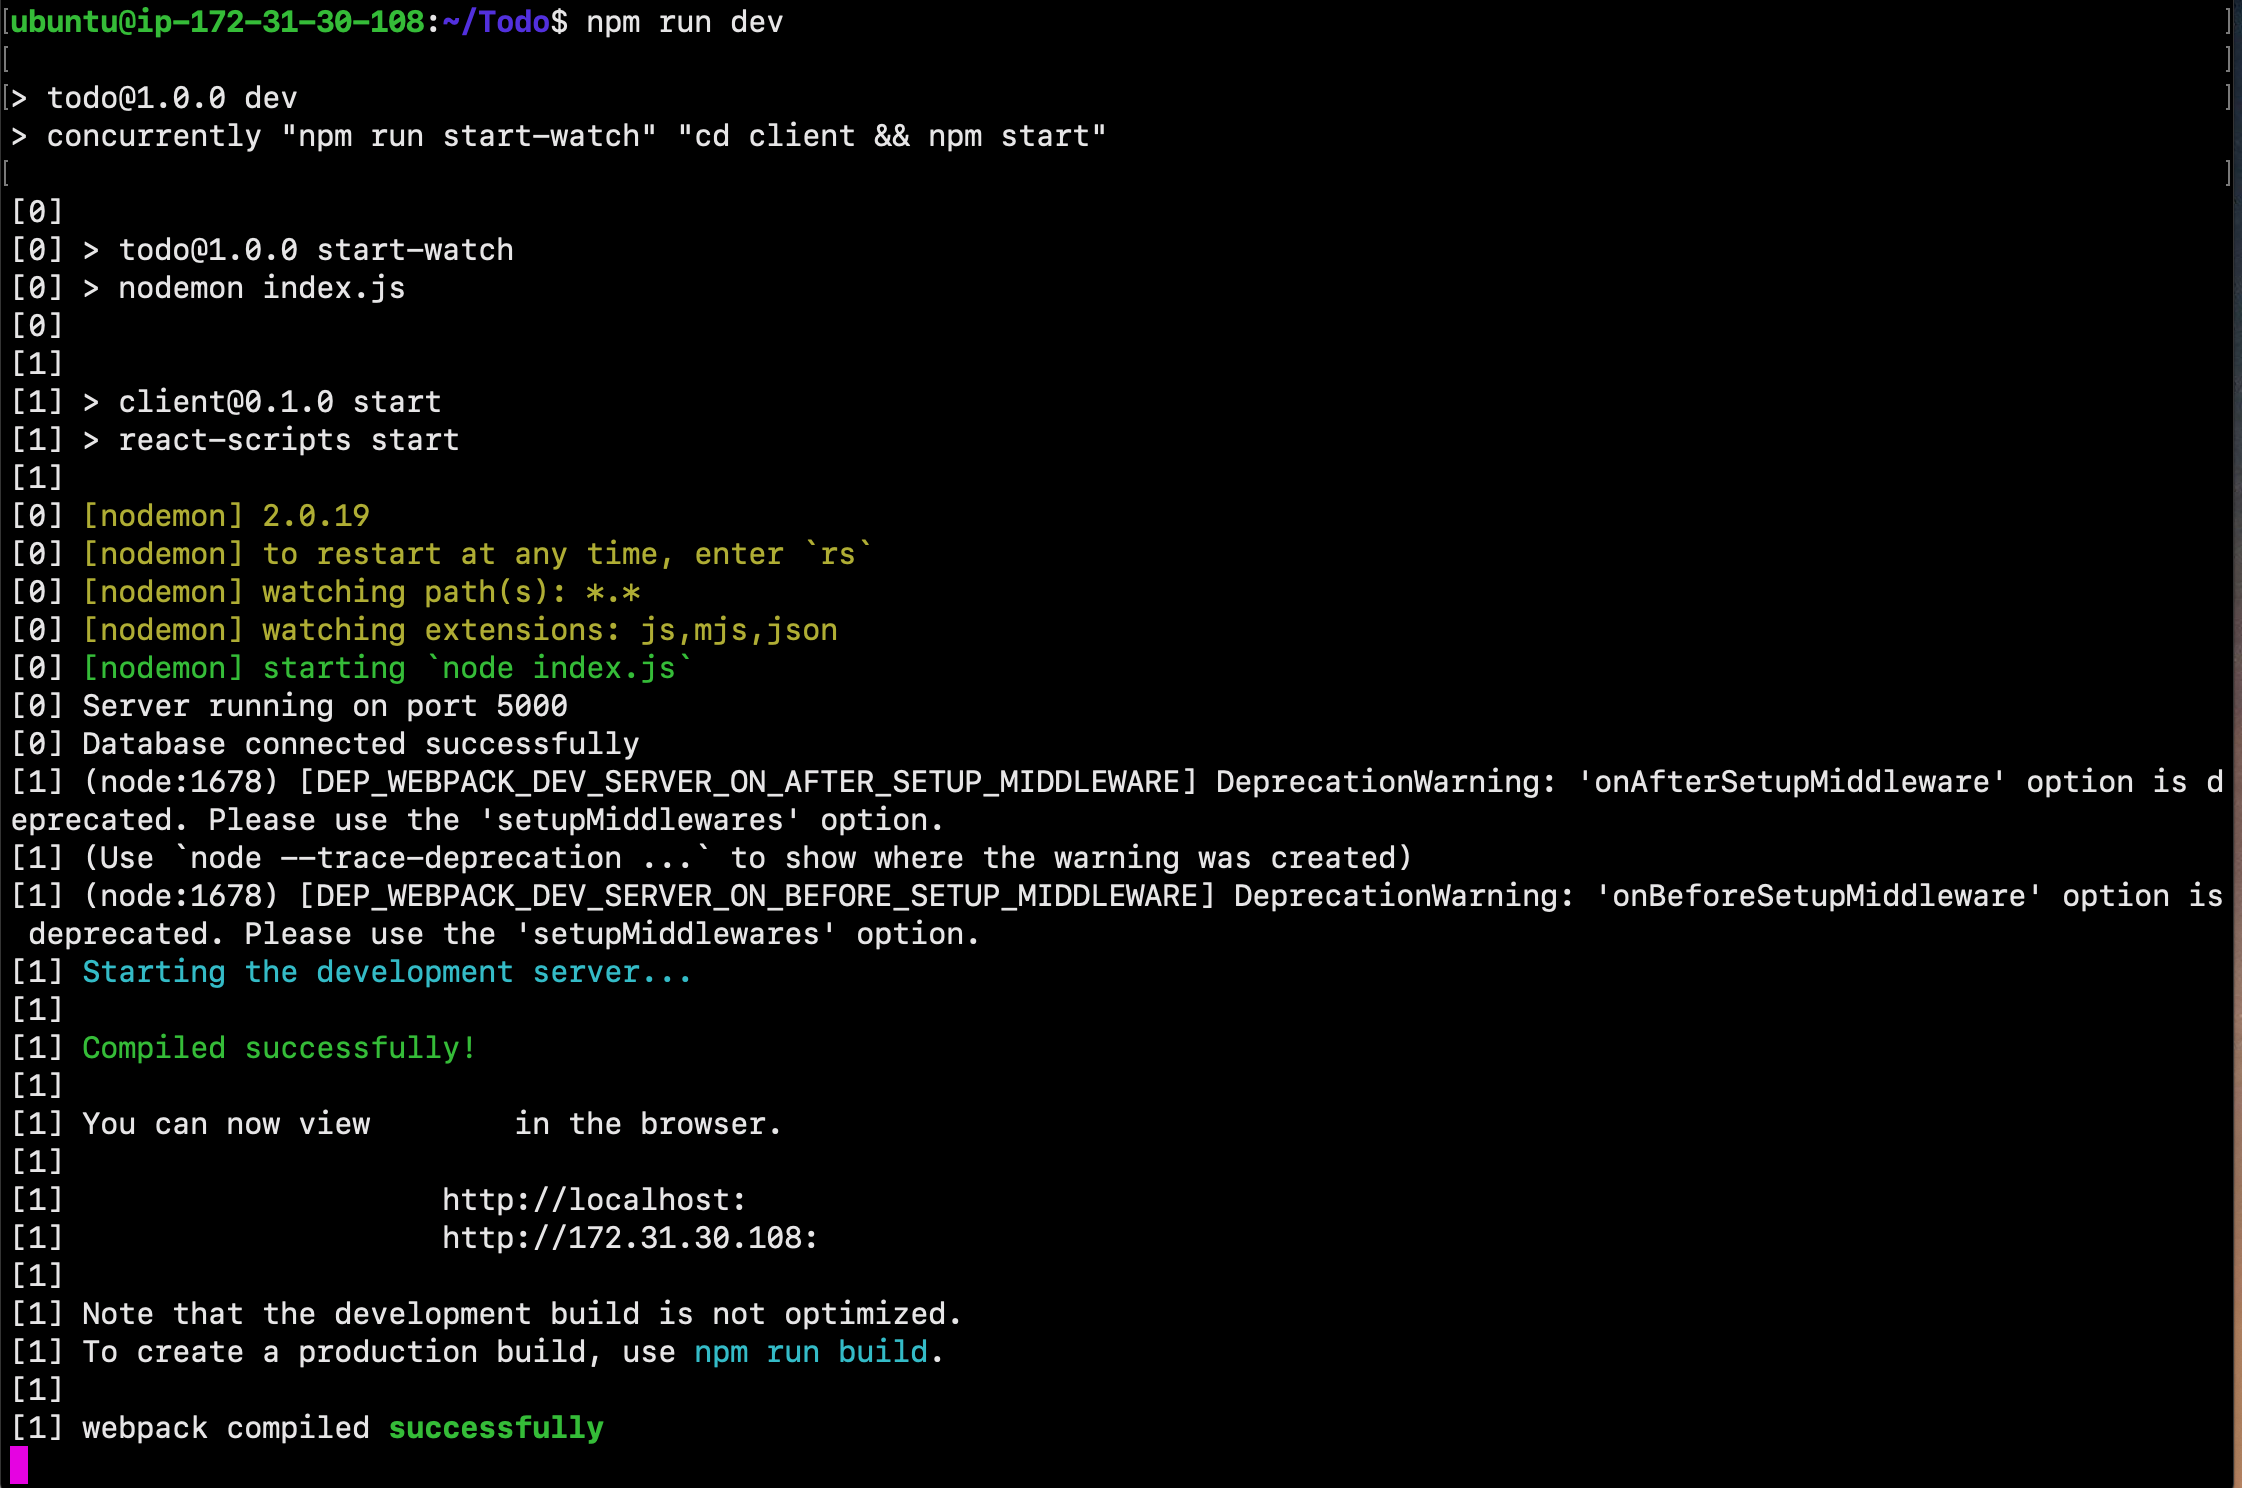 ubuntu@ip-172-31-30-108:~/Todo$ npm run dev
> todo@1.0.0 dev
> concurrently "npm run start-watch" "cd client && npm start"
[0]
[0] > todo@1.0.0 start-watch
[0] > nodemon index.js
[0]
[1]
[1] > client@0.1.0 start
[1] > react-scripts start
[1]
[0] [nodemon] 2.0.19
[0] [nodemon] to restart at any time, enter `rs`
[0] [nodemon] watching path(s): *.*
[0] [nodemon] watching extensions: js,mjs,json
[0] [nodemon] starting `node index.js`
[0] Server running on port 5000
[0] Database connected successfully
[1] (node:1678) [DEP_WEBPACK_DEV_SERVER_ON_AFTER_SETUP_MIDDLEWARE] DeprecationWarning: 'onAfterSetupMiddleware' option is d
eprecated. Please use the 'setupMiddlewares' option.
[1] (Use `node --trace-deprecation ...` to show where the warning was created)
[1] (node:1678) [DEP_WEBPACK_DEV_SERVER_ON_BEFORE_SETUP_MIDDLEWARE] DeprecationWarning: 'onBeforeSetupMiddleware' option is
deprecated. Please use the 'setupMiddlewares' option.
[1] Starting the development server...
[1]
[1] Compiled successfully!
[1]
[1] You can now view in the browser.
[1]
[1] http://localhost:
[1] http://172.31.30.108:
[1]
[1] Note that the development build is not optimized.
[1] To create a production build, use npm run build.
[1]
[1] webpack compiled successfully